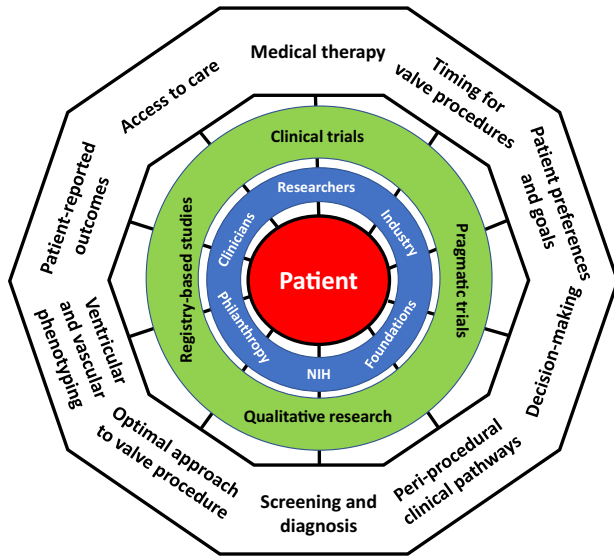 Medical therapy
Timing for
valve procedures
Patient preferences
and goals
Decision-making
Peri-procedural
clinical pathways
Screening and
diagnosis
Optimal approach
to valve procedure
Ventricular
and vascular
phenotyping
Patient-reported
outcomes
Access to care
Clinical trials
Pragmatic trials
Qualitative research
Registry-based studies
Researchers
Industry
Foundations
NIH
Philanthropy
Clinicians
Patient